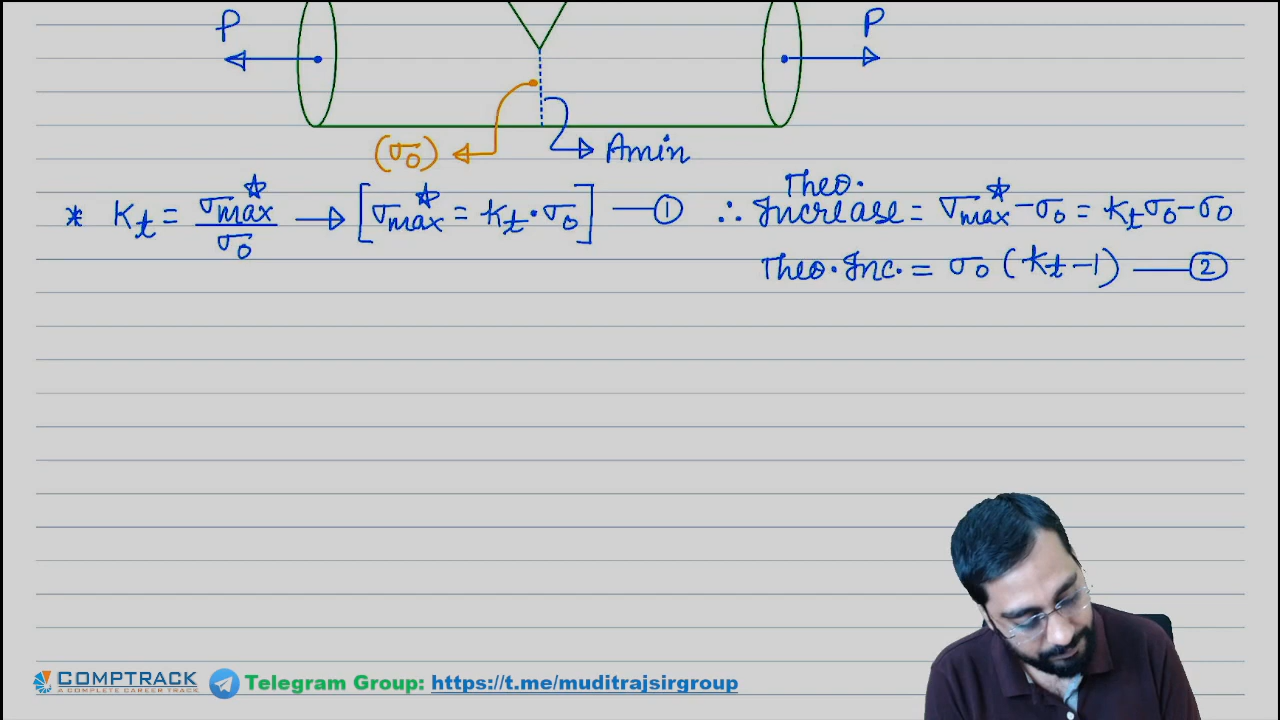 P P
(σ0) Amin
* Kt = σmax☆ / σ0 → [σmax☆ = Kt·σ0] — ① ∴ Theo. Increase = σmax☆ - σ0 = Ktσ0 - σ0
Theo. Inc. = σ0 (Kt - 1) — ②
COMPTRACK
A COMPLETE CAREER TRACK
Telegram Group: https://t.me/muditrajsirgroup